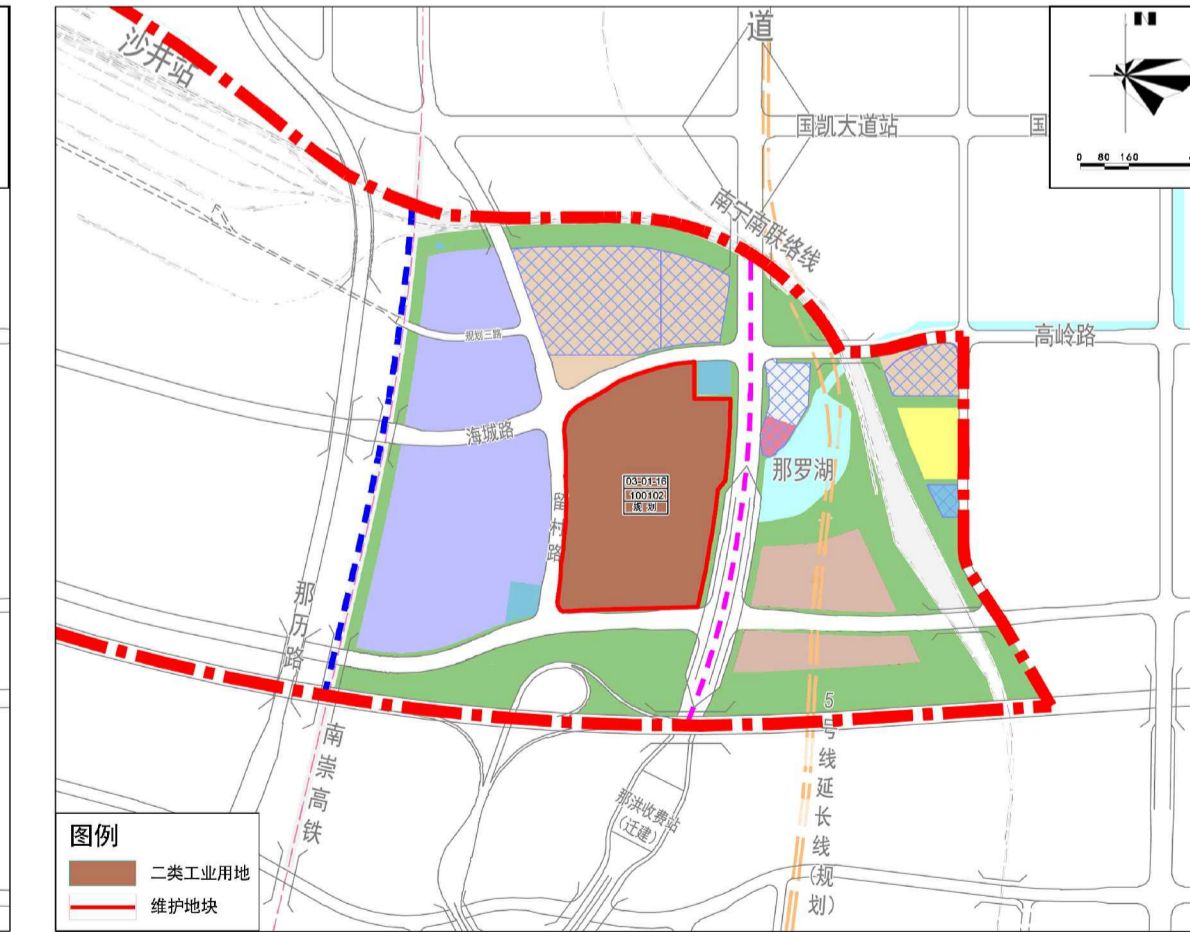 沙井站
道
N
国凯大道站
国
0 80 160
南宁南联络线
高岭路
规划三路
海城路
那罗湖
03-01-16
100102
规 划
留村路
那历路
南崇高铁
5号线延长线(规划)
那洪收费站
(迁建)
图例
二类工业用地
维护地块